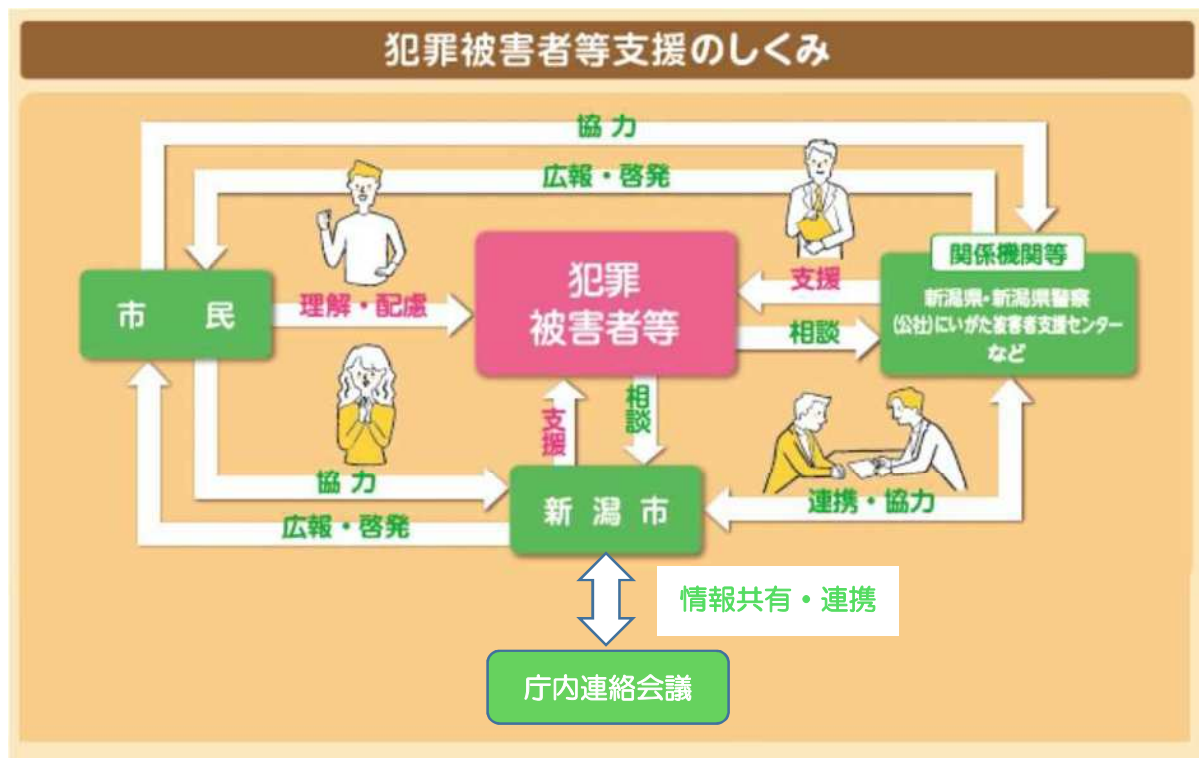 犯罪被害者等支援のしくみ
協 力
広報・啓発
関係機関等
新潟県・新潟県警察
(公社)にいがた被害者支援センター
など
市 民
理解・配慮
犯罪
被害者等
支援
相談
支援
相談
協 力
広報・啓発
新 潟 市
連携・協力
情報共有・連携
庁内連絡会議